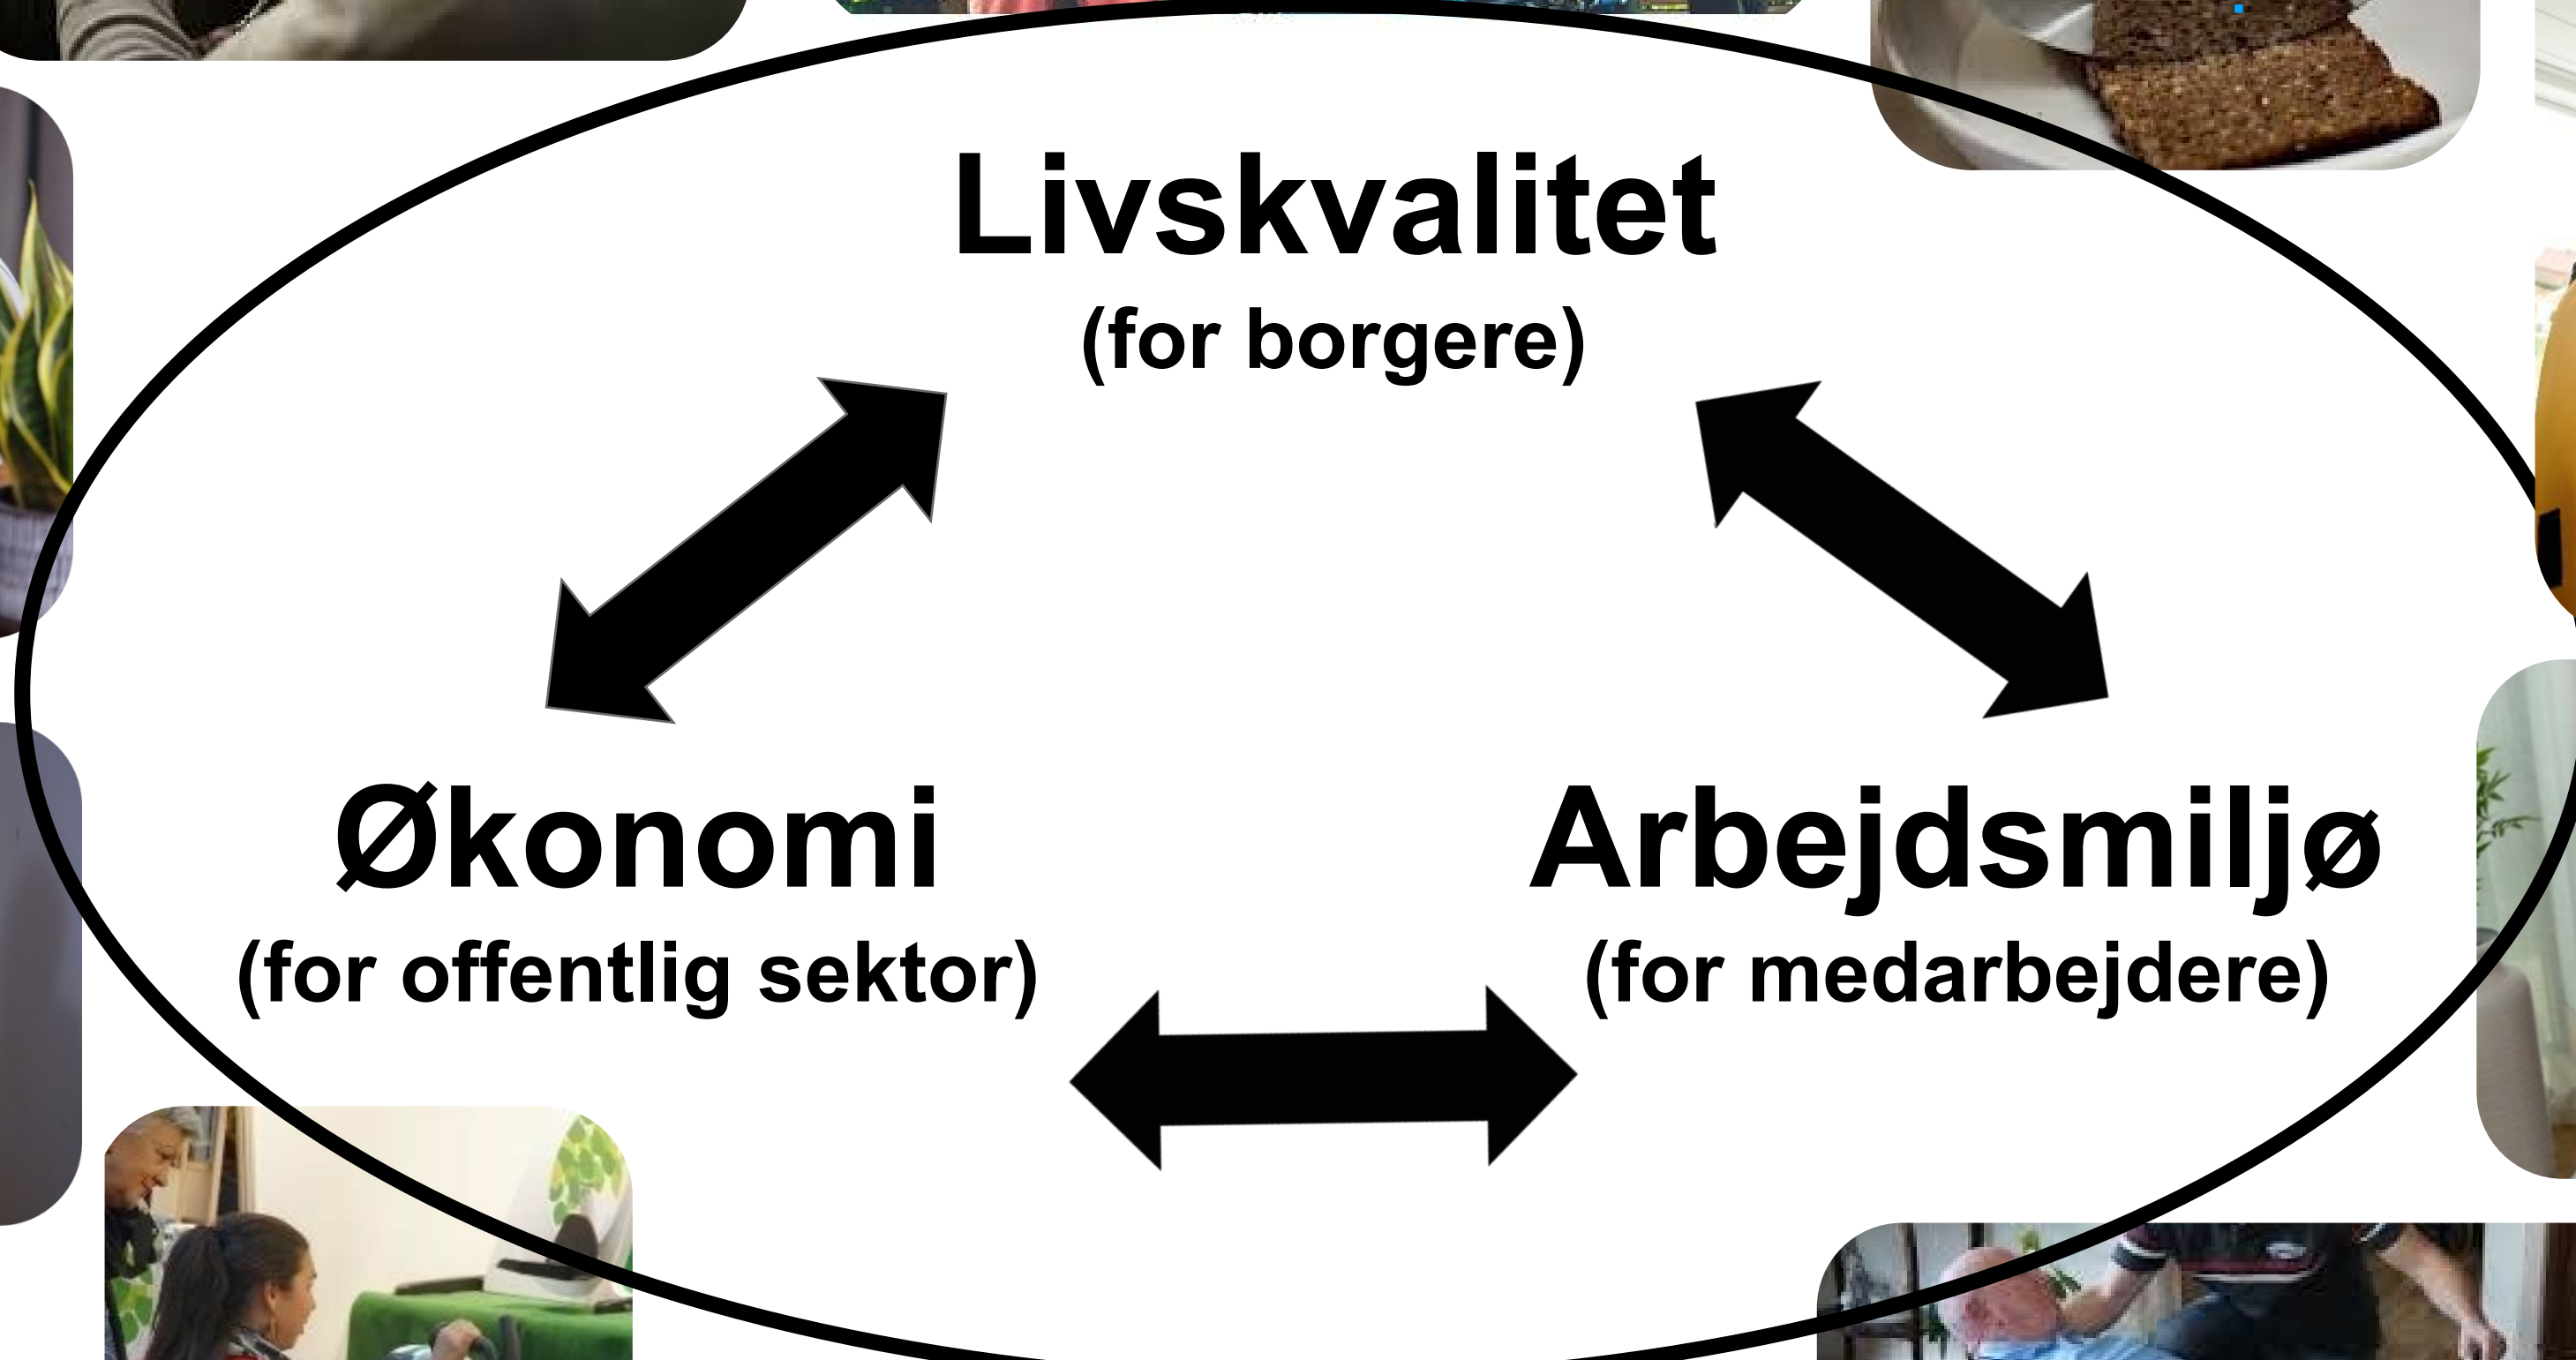 Livskvalitet
(for borgere)
Økonomi
(for offentlig sektor)
Arbejdsmiljø
(for medarbejdere)